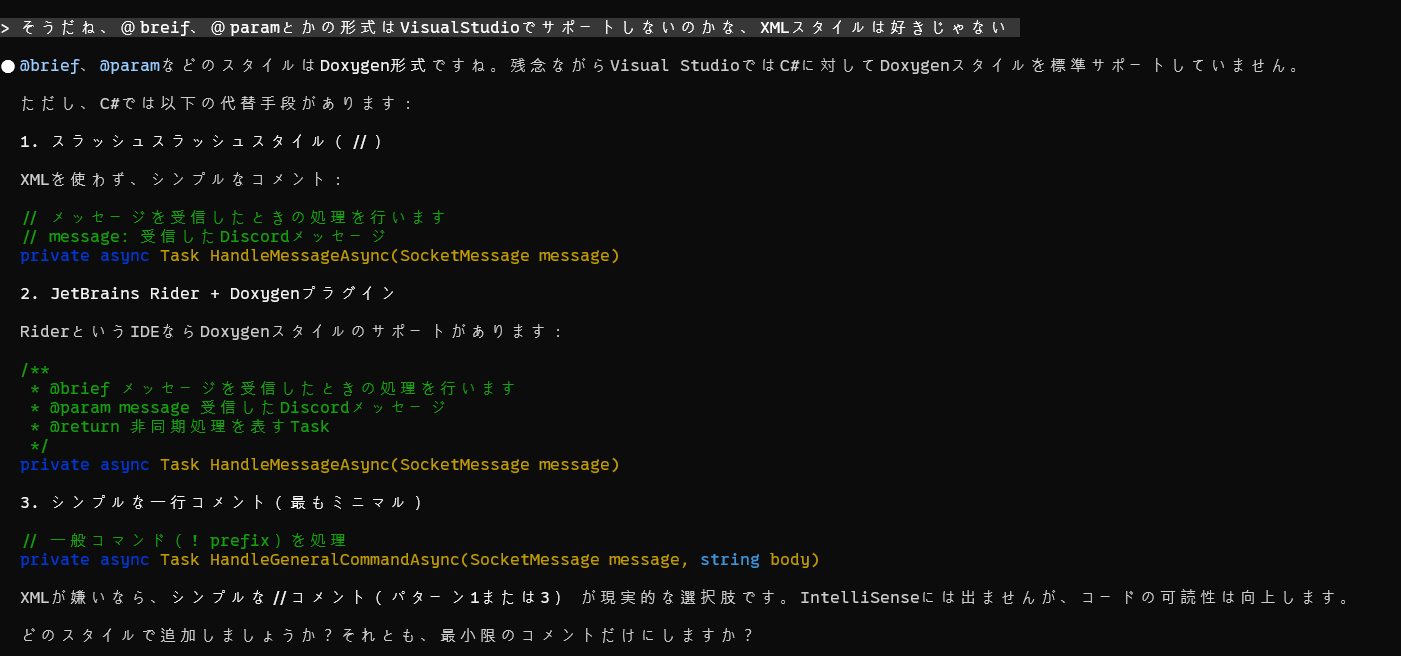 > そうだね、@breif、@paramとかの形式はVisualStudioでサポートしないのかな、XMLスタイルは好きじゃない
● @brief、@paramなどのスタイルはDoxygen形式ですね。残念ながらVisual StudioではC#に対してDoxygenスタイルを標準サポートしていません。
ただし、C#では以下の代替手段があります：
1. スラッシュスラッシュスタイル（//）
XMLを使わず、シンプルなコメント：
// メッセージを受信したときの処理を行います
// message: 受信したDiscordメッセージ
private async Task HandleMessageAsync(SocketMessage message)
2. JetBrains Rider + Doxygenプラグイン
RiderというIDEならDoxygenスタイルのサポートがあります：
/**
* @brief メッセージを受信したときの処理を行います
* @param message 受信したDiscordメッセージ
* @return 非同期処理を表すTask
*/
private async Task HandleMessageAsync(SocketMessage message)
3. シンプルな一行コメント（最もミニマル）
// 一般コマンド（! prefix）を処理
private async Task HandleGeneralCommandAsync(SocketMessage message, string body)
XMLが嫌いなら、シンプルな//コメント（パターン1または3） が現実的な選択肢です。IntelliSenseには出ませんが、コードの可読性は向上します。
どのスタイルで追加しましょうか？それとも、最小限のコメントだけにしますか？